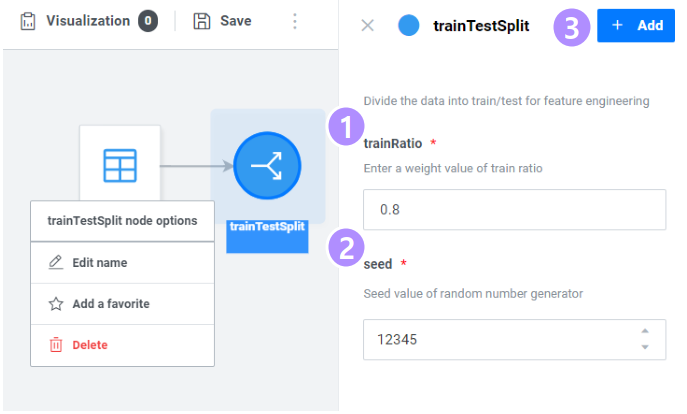 Visualization 0
Save
trainTestSplit
3
+ Add
Divide the data into train/test for feature engineering
1
trainRatio *
Enter a weight value of train ratio
0.8
trainTestSplit node options
Edit name
Add a favorite
Delete
trainTestSplit
2
seed *
Seed value of random number generator
12345